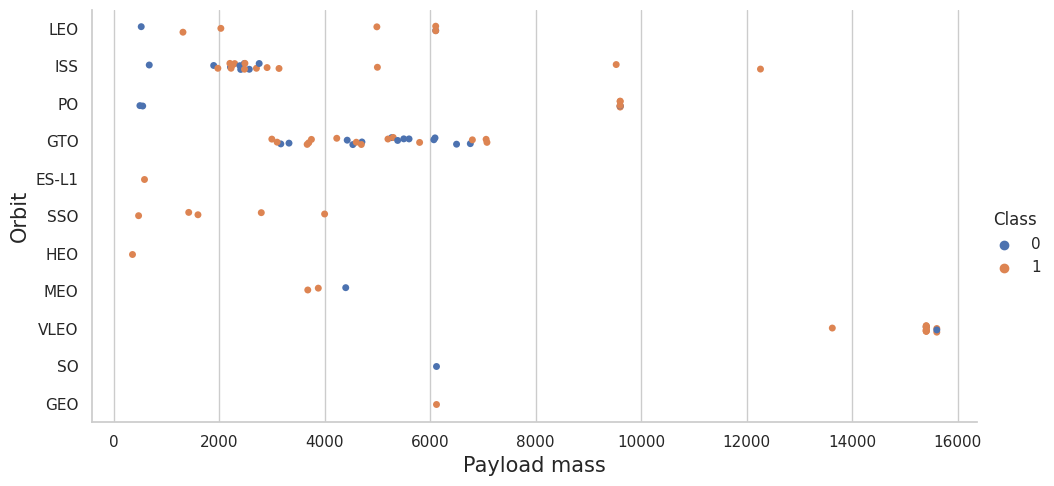 LEO
ISS
PO
GTO
ES-L1
SSO
HEO
MEO
VLEO
SO
GEO
Orbit
0 2000 4000 6000 8000 10000 12000 14000 16000
Payload mass
Class
0
1